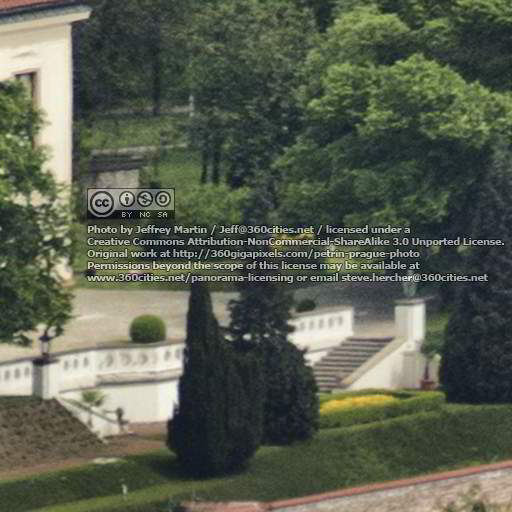 cc
BY NC SA
Photo by Jeffrey Martin / Jeff@360cities.net / licensed under a
Creative Commons Attribution-NonCommercial-ShareAlike 3.0 Unported License.
Original work at http://360gigapixels.com/petrin-prague-photo
Permissions beyond the scope of this license may be available at
www.360cities.net/panorama-licensing or email steve.hercher@360cities.net